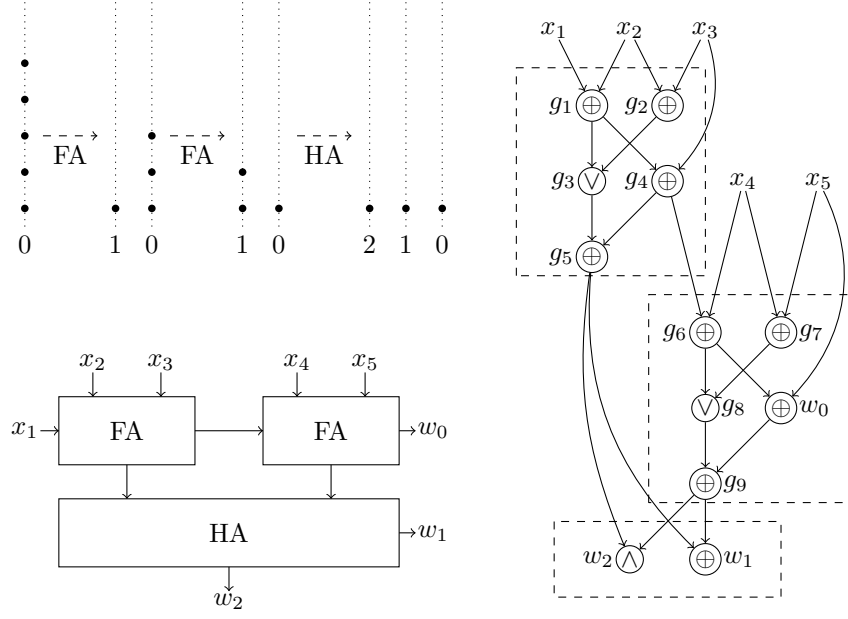 FA FA HA
0 1 0 1 0 2 1 0
x₂ x₃ x₄ x₅
x₁ FA FA w₀
HA w₁
w₂
x₁ x₂ x₃
g₁ ⊕ g₂ ⊕
g₃ ∨ g₄ ⊕ x₄ x₅
g₅ ⊕
g₆ ⊕ ⊕ g₇
∨ g₈ ⊕ w₀
⊕ g₉
w₂ ∧ ⊕ w₁